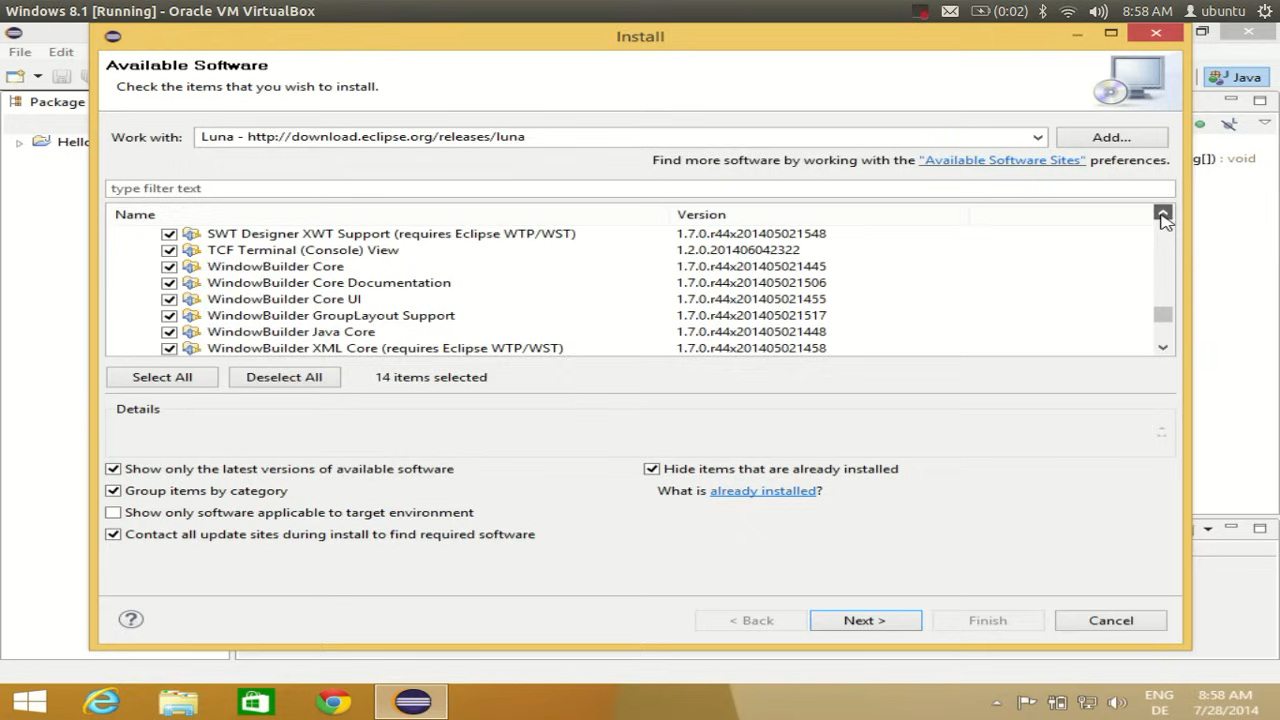 Windows 8.1 [Running] - Oracle VM VirtualBox
(0:02)
8:58 AM
ubuntu
Install
File Edit
Available Software
Check the items that you wish to install.
Java
Package
Hello
Work with:
Luna - http://download.eclipse.org/releases/luna
Add...
Find more software by working with the "Available Software Sites" preferences.
g[]) : void
type filter text
Name Version
SWT Designer XWT Support (requires Eclipse WTP/WST) 1.7.0.r44x201405021548
TCF Terminal (Console) View 1.2.0.201406042322
WindowBuilder Core 1.7.0.r44x201405021445
WindowBuilder Core Documentation 1.7.0.r44x201405021506
WindowBuilder Core UI 1.7.0.r44x201405021455
WindowBuilder GroupLayout Support 1.7.0.r44x201405021517
WindowBuilder Java Core 1.7.0.r44x201405021448
WindowBuilder XML Core (requires Eclipse WTP/WST) 1.7.0.r44x201405021458
Select All
Deselect All
14 items selected
Details
Show only the latest versions of available software
Hide items that are already installed
Group items by category
What is already installed?
Show only software applicable to target environment
Contact all update sites during install to find required software
?
< Back
Next >
Finish
Cancel
ENG
DE
8:58 AM
7/28/2014